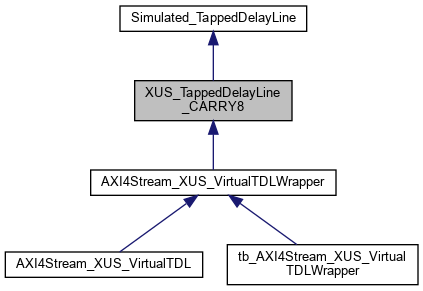 Simulated_TappedDelayLine
XUS_TappedDelayLine
_CARRY8
AXI4Stream_XUS_VirtualTDLWrapper
AXI4Stream_XUS_VirtualTDL
tb_AXI4Stream_XUS_Virtual
TDLWrapper